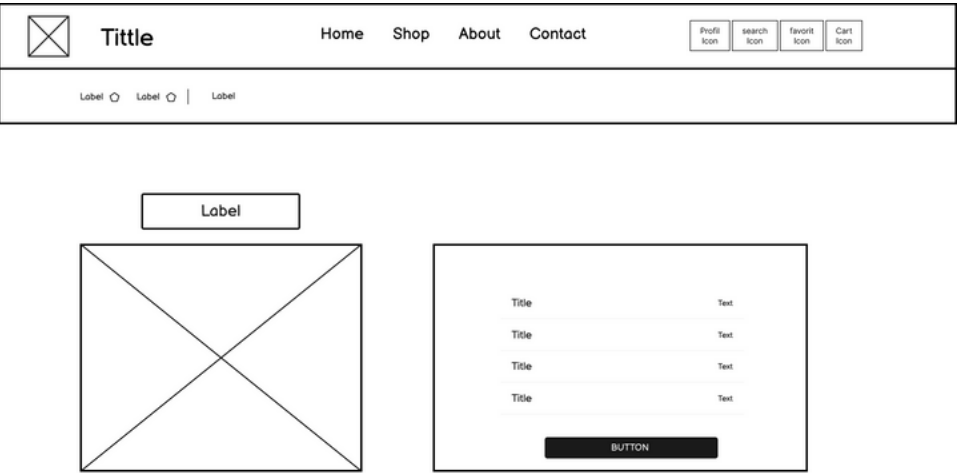 Tittle Home Shop About Contact
Profil Icon
search Icon
favorit Icon
Cart Icon
Label Label Label
Label
Title Text
Title Text
Title Text
Title Text
BUTTON